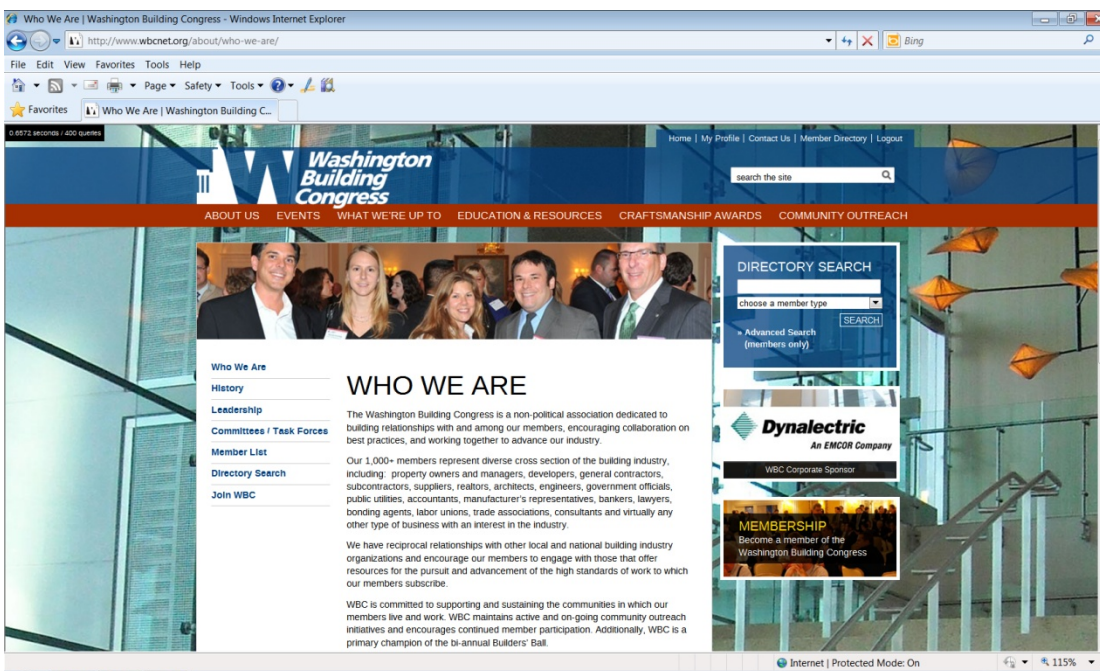 Who We Are | Washington Building Congress - Windows Internet Explorer
http://www.wbcnet.org/about/who-we-are/
Bing
File Edit View Favorites Tools Help
Page Safety Tools
Favorites
Who We Are | Washington Building C...
0.6572 seconds / 400 queries
Home | My Profile | Contact Us | Member Directory | Logout
Washington
Building
Congress
search the site
ABOUT US EVENTS WHAT WE'RE UP TO EDUCATION & RESOURCES CRAFTSMANSHIP AWARDS COMMUNITY OUTREACH
DIRECTORY SEARCH
choose a member type
SEARCH
» Advanced Search
(members only)
Who We Are
History
Leadership
Committees / Task Forces
Member List
Directory Search
Join WBC
WHO WE ARE
The Washington Building Congress is a non-political association dedicated to
building relationships with and among our members, encouraging collaboration on
best practices, and working together to advance our industry.
Our 1,000+ members represent diverse cross section of the building industry,
including: property owners and managers, developers, general contractors,
subcontractors, suppliers, realtors, architects, engineers, government officials,
public utilities, accountants, manufacturer's representatives, bankers, lawyers,
bonding agents, labor unions, trade associations, consultants and virtually any
other type of business with an interest in the industry.
We have reciprocal relationships with other local and national building industry
organizations and encourage our members to engage with those that offer
resources for the pursuit and advancement of the high standards of work to which
our members subscribe.
WBC is committed to supporting and sustaining the communities in which our
members live and work. WBC maintains active and on-going community outreach
initiatives and encourages continued member participation. Additionally, WBC is a
primary champion of the bi-annual Builders' Ball.
Dynalectric
An EMCOR Company
WBC Corporate Sponsor
MEMBERSHIP
Become a member of the
Washington Building Congress
Internet | Protected Mode: On
115%